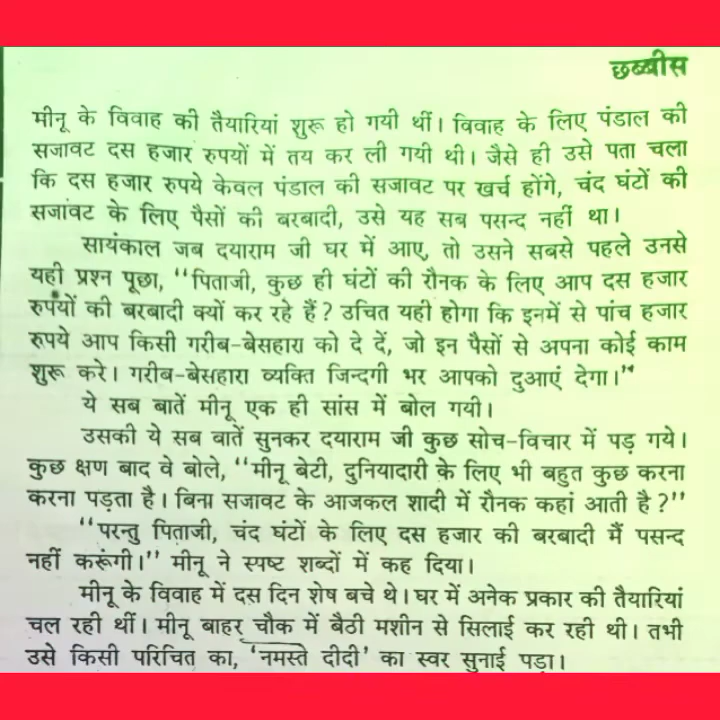 छब्बीस
मीनू के विवाह की तैयारियां शुरू हो गयी थीं। विवाह के लिए पंडाल की
सजावट दस हजार रुपयों में तय कर ली गयी थी। जैसे ही उसे पता चला
कि दस हजार रुपये केवल पंडाल की सजावट पर खर्च होंगे, चंद घंटों की
सजावट के लिए पैसों की बरबादी, उसे यह सब पसन्द नहीं था।
सायंकाल जब दयाराम जी घर में आए, तो उसने सबसे पहले उनसे
यही प्रश्न पूछा, ‘‘पिताजी, कुछ ही घंटों की रौनक के लिए आप दस हजार
रुपयों की बरबादी क्यों कर रहे हैं? उचित यही होगा कि इनमें से पांच हजार
रुपये आप किसी गरीब-बेसहारा को दे दें, जो इन पैसों से अपना कोई काम
शुरू करे। गरीब-बेसहारा व्यक्ति जिन्दगी भर आपको दुआएं देगा।’’
ये सब बातें मीनू एक ही सांस में बोल गयी।
उसकी ये सब बातें सुनकर दयाराम जी कुछ सोच-विचार में पड़ गये।
कुछ क्षण बाद वे बोले, ‘‘मीनू बेटी, दुनियादारी के लिए भी बहुत कुछ करना
करना पड़ता है। बिना सजावट के आजकल शादी में रौनक कहां आती है?’’
‘‘परन्तु पिताजी, चंद घंटों के लिए दस हजार की बरबादी मैं पसन्द
नहीं करूंगी।’’ मीनू ने स्पष्ट शब्दों में कह दिया।
मीनू के विवाह में दस दिन शेष बचे थे। घर में अनेक प्रकार की तैयारियां
चल रही थीं। मीनू बाहर चौक में बैठी मशीन से सिलाई कर रही थी। तभी
उसे किसी परिचित का, ‘नमस्ते दीदी’ का स्वर सुनाई पड़ा।